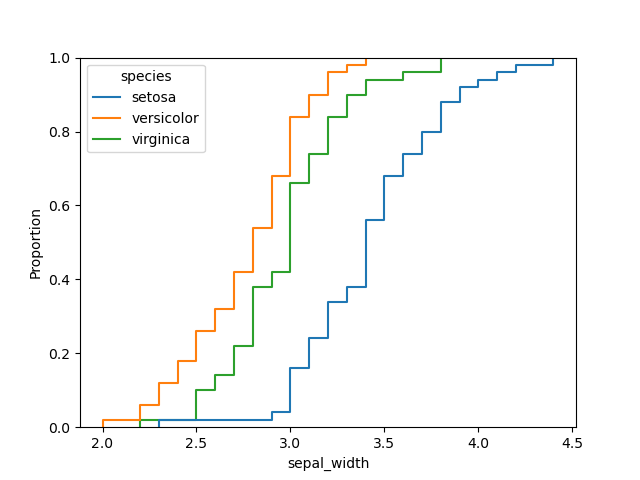 species
setosa
versicolor
virginica
Proportion
1.0
0.8
0.6
0.4
0.2
0.0
2.0 2.5 3.0 3.5 4.0 4.5
sepal_width